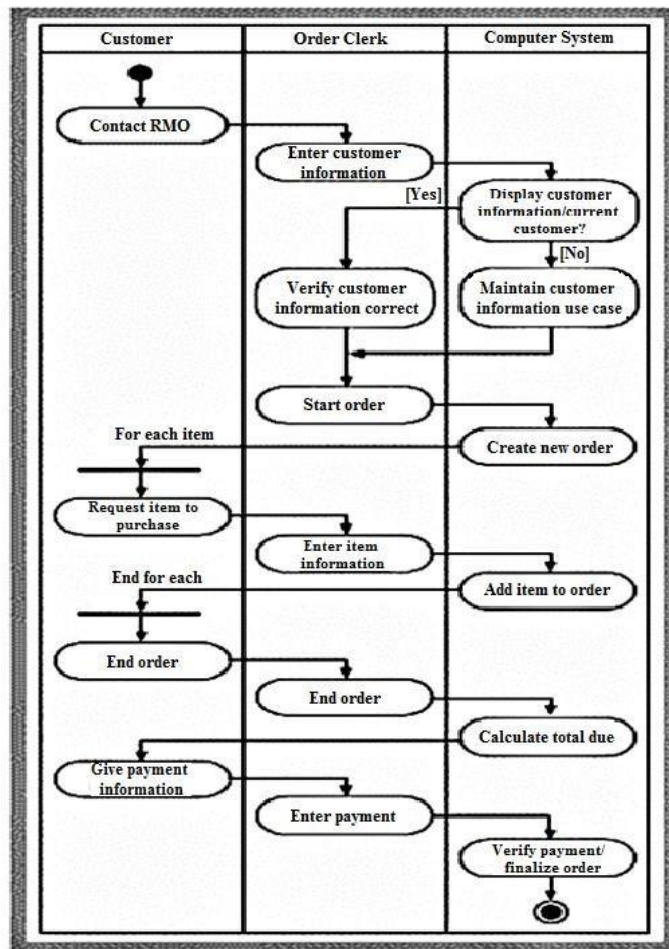 Customer
Order Clerk
Computer System
Contact RMO
Enter customer
information
[Yes]
Display customer
information/current
customer?
[No]
Verify customer
information correct
Maintain customer
information use case
Start order
For each item
Create new order
Request item to
purchase
Enter item
information
End for each
Add item to order
End order
End order
Calculate total due
Give payment
information
Enter payment
Verify payment/
finalize order